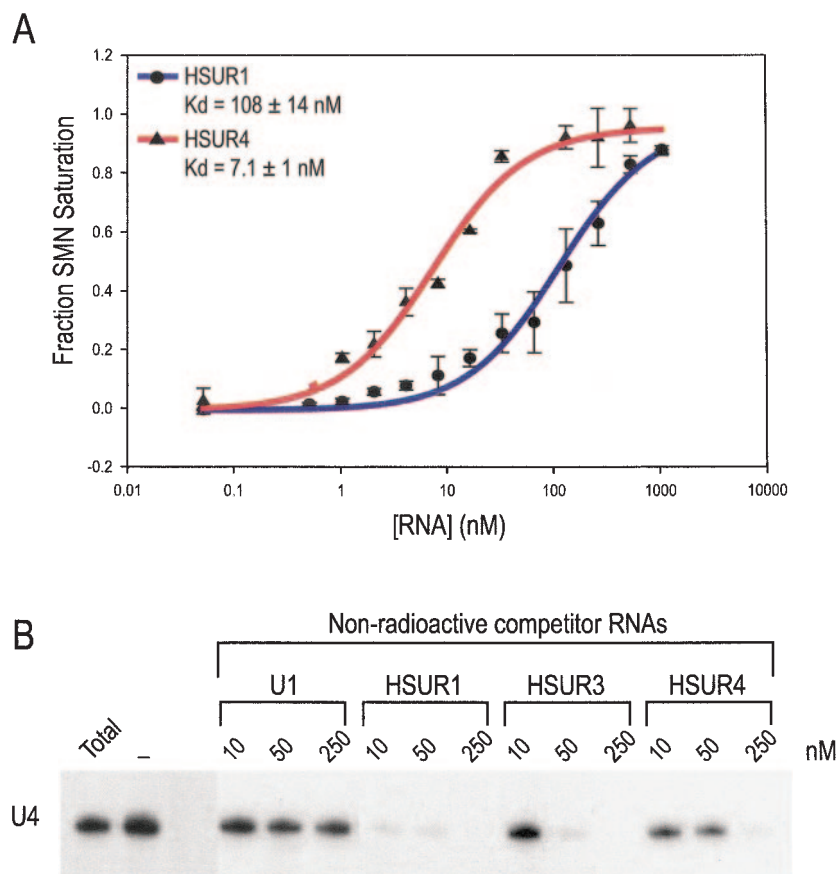 A
HSUR1
Kd = 108 ± 14 nM
HSUR4
Kd = 7.1 ± 1 nM
Fraction SMN Saturation
1.2
1.0
0.8
0.6
0.4
0.2
0.0
-0.2
0.01 0.1 1 10 100 1000 10000
[RNA] (nM)
B
Non-radioactive competitor RNAs
U1 HSUR1 HSUR3 HSUR4
Total – 10 50 250 10 50 250 10 50 250 10 50 250 nM
U4